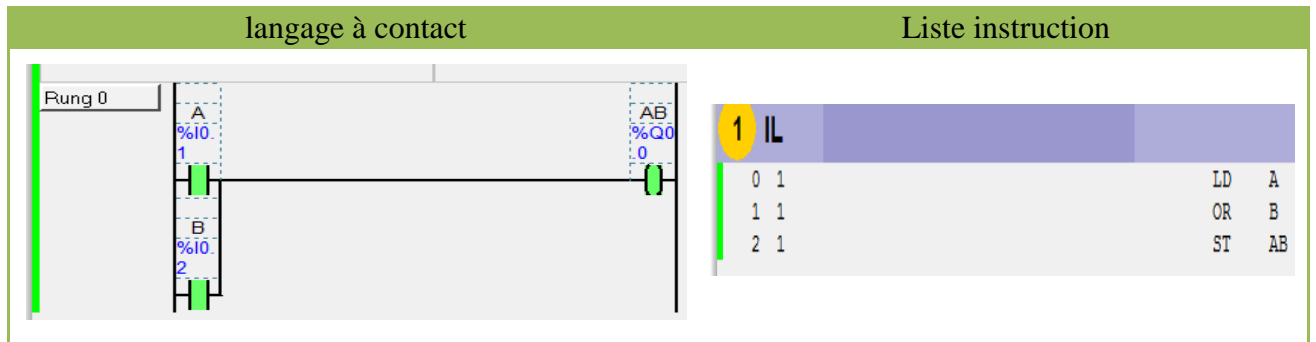 langage à contact
Liste instruction
Rung 0
A
%I0.
1
AB
%Q0
.0
B
%I0.
2
1 IL
0 1 LD A
1 1 OR B
2 1 ST AB